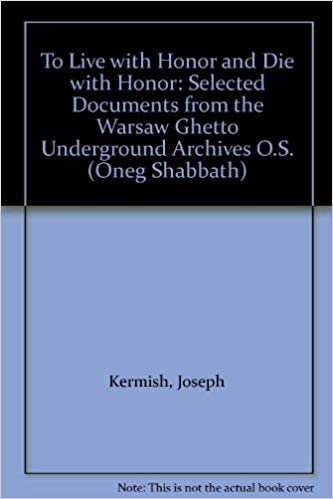 To Live with Honor and Die
with Honor: Selected
Documents from the
Warsaw Ghetto
Underground Archives O.S.
(Oneg Shabbath)
Kermish, Joseph
Note: This is not the actual book cover